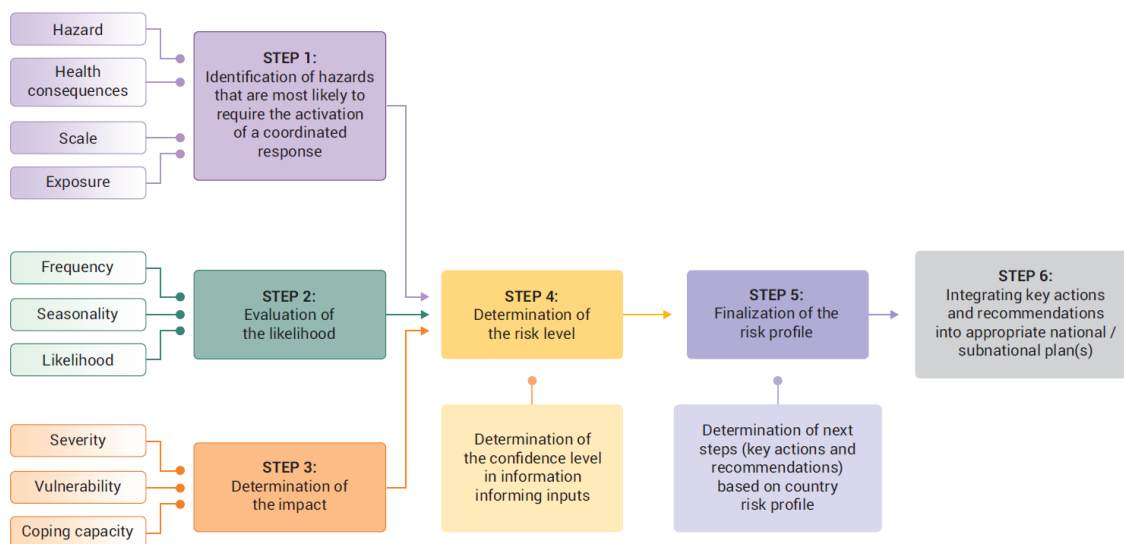 Hazard
Health
consequences
Scale
Exposure
STEP 1:
Identification of hazards
that are most likely to
require the activation
of a coordinated
response
Frequency
Seasonality
Likelihood
STEP 2:
Evaluation of
the likelihood
Severity
Vulnerability
Coping capacity
STEP 3:
Determination of
the impact
STEP 4:
Determination of
the risk level
Determination of
the confidence level
in information
informing inputs
STEP 5:
Finalization of the
risk profile
Determination of next
steps (key actions and
recommendations)
based on country
risk profile
STEP 6:
Integrating key actions
and recommendations
into appropriate national /
subnational plan(s)